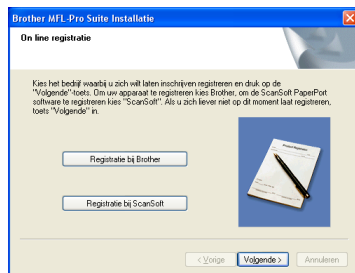 Brother MFL-Pro Suite Installatie
On line registratie
Kies het bedrijf waarbij u zich wilt laten inschrijven registreren en druk op de
"Volgende"-toets. Om uw apparaat te registreren kies Brother, om de ScanSoft PaperPort
software te registreren kies "ScanSoft". Als u zich liever niet op dit moment laat registreren,
toets "Volgende" in.
Registratie bij Brother
Registratie bij ScanSoft
< Vorige
Volgende >
Annuleren